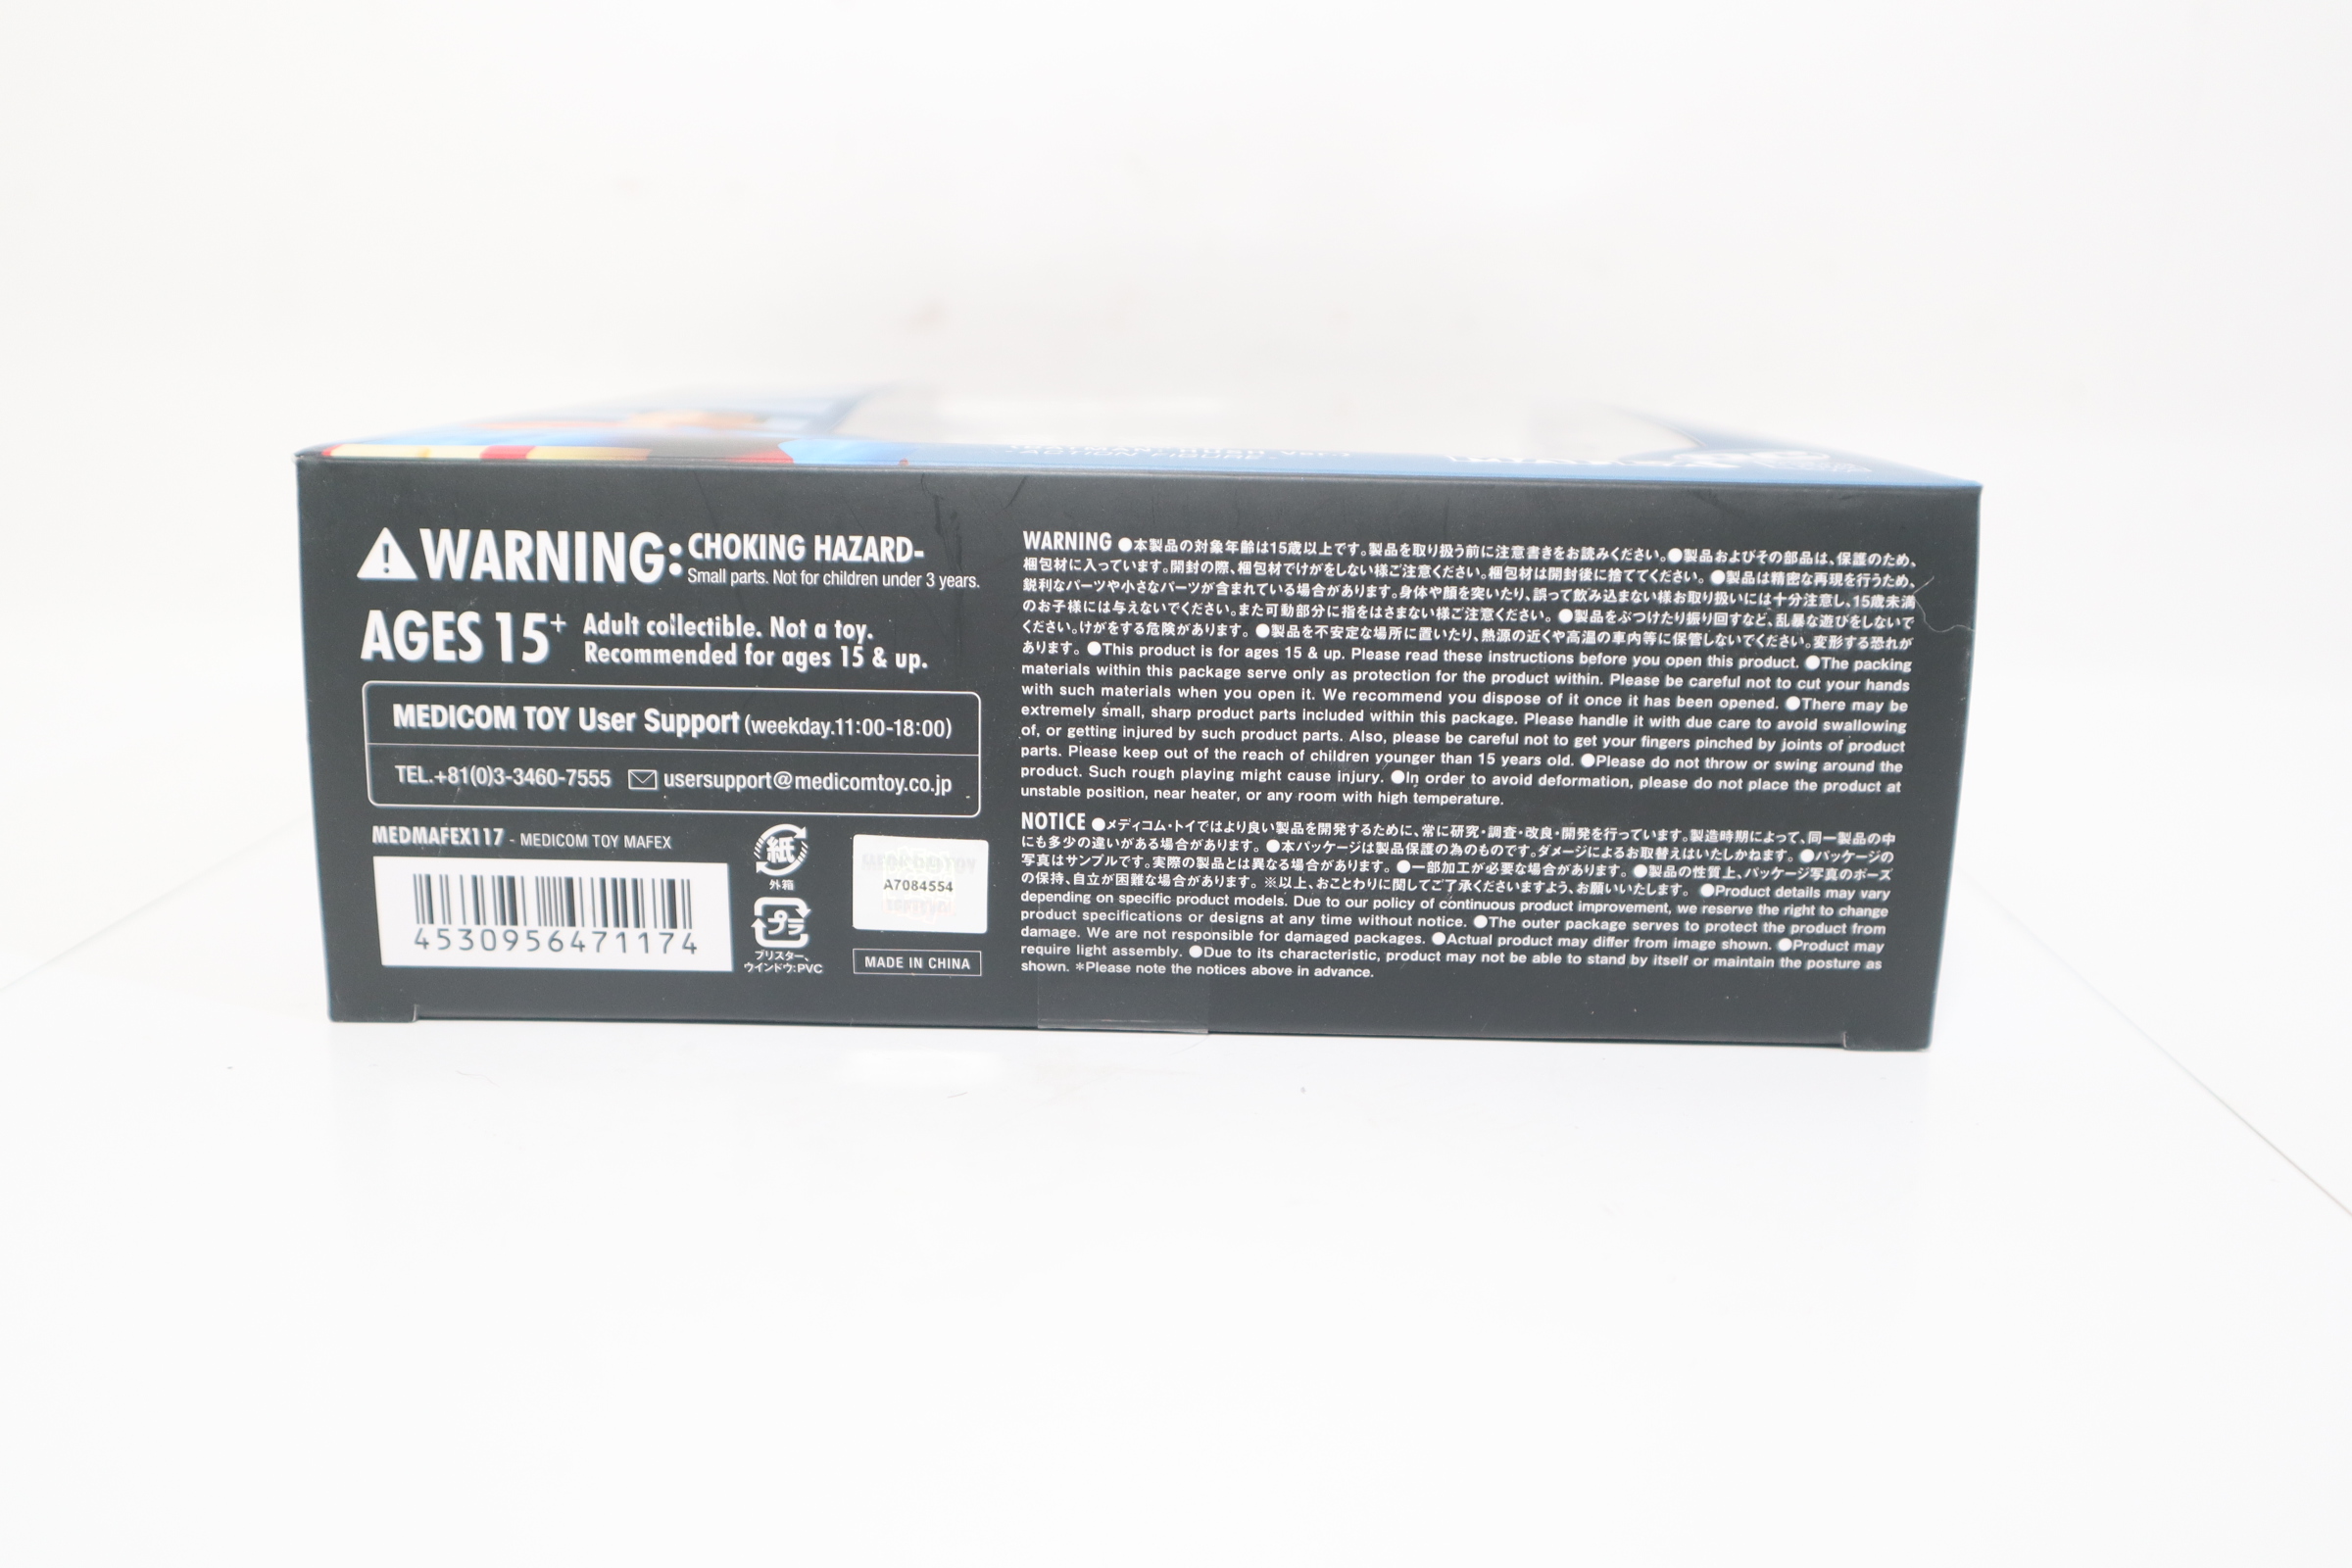 ACTION FIGURE
WARNING: CHOKING HAZARD-
Small parts. Not for children under 3 years.
AGES 15+ Adult collectible. Not a toy.
Recommended for ages 15 & up.
MEDICOM TOY User Support (weekday.11:00-18:00)
TEL.+81(0)3-3460-7555 usersupport@medicomtoy.co.jp
MEDMAFEX117 - MEDICOM TOY MAFEX
4530956471174
紙
外箱
プラ
ブリスター、
ウインドウ:PVC
MEDICOM TOY
A7084554
MADE IN CHINA
WARNING ●本製品の対象年齢は15歳以上です。製品を取り扱う前に注意書きをお読みください。●製品およびその部品は、保護のため、
梱包材に入っています。開封の際、梱包材でけがをしない様ご注意ください。梱包材は開封後に捨ててください。●製品は精密な再現を行うため、
鋭利なパーツや小さなパーツが含まれている場合があります。身体や顔を突いたり、誤って飲み込まない様お取り扱いには十分注意し、15歳未満
のお子様には与えないでください。また可動部分に指をはさまない様ご注意ください。●製品をぶつけたり振り回すなど、乱暴な遊びをしないで
ください。けがをする危険があります。●製品を不安定な場所に置いたり、熱源の近くや高温の車内等に保管しないでください。変形する恐れが
あります。●This product is for ages 15 & up. Please read these instructions before you open this product. ●The packing
materials within this package serve only as protection for the product within. Please be careful not to cut your hands
with such materials when you open it. We recommend you dispose of it once it has been opened. ●There may be
extremely small, sharp product parts included within this package. Please handle it with due care to avoid swallowing
of, or getting injured by such product parts. Also, please be careful not to get your fingers pinched by joints of product
parts. Please keep out of the reach of children younger than 15 years old. ●Please do not throw or swing around the
product. Such rough playing might cause injury. ●In order to avoid deformation, please do not place the product at
unstable position, near heater, or any room with high temperature.
NOTICE ●メディコム・トイではより良い製品を開発するために、常に研究・調査・改良・開発を行っています。製造時期によって、同一製品の中
にも多少の違いがある場合があります。●本パッケージは製品保護の為のものです。ダメージによるお取替えはいたしかねます。●パッケージの
写真はサンプルです。実際の製品とは異なる場合があります。●一部加工が必要な場合があります。●製品の性質上、パッケージ写真のポーズ
の保持、自立が困難な場合があります。※以上、おことわりに関してご了承くださいますよう、お願いいたします。●Product details may vary
depending on specific product models. Due to our policy of continuous product improvement, we reserve the right to change
product specifications or designs at any time without notice. ●The outer package serves to protect the product from
damage. We are not responsible for damaged packages. ●Actual product may differ from image shown. ●Product may
require light assembly. ●Due to its characteristic, product may not be able to stand by itself or maintain the posture as
shown. *Please note the notices above in advance.